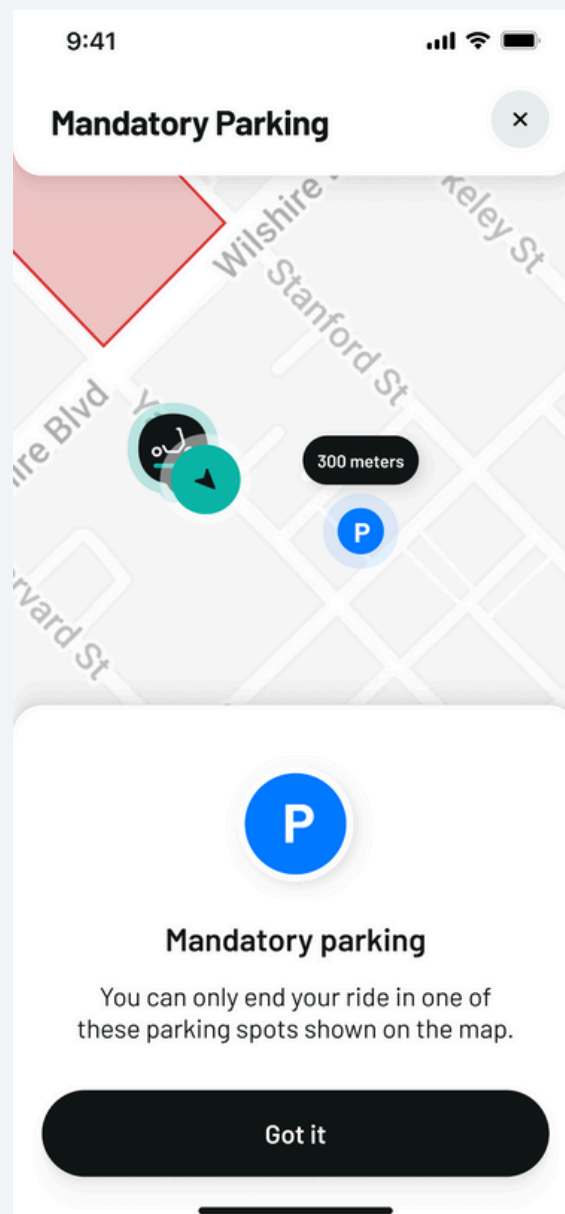 9:41
Mandatory Parking
Wilshire
keley St
Stanford St
ire Blvd
Y
300 meters
P
rvard St
P
Mandatory parking
You can only end your ride in one of
these parking spots shown on the map.
Got it